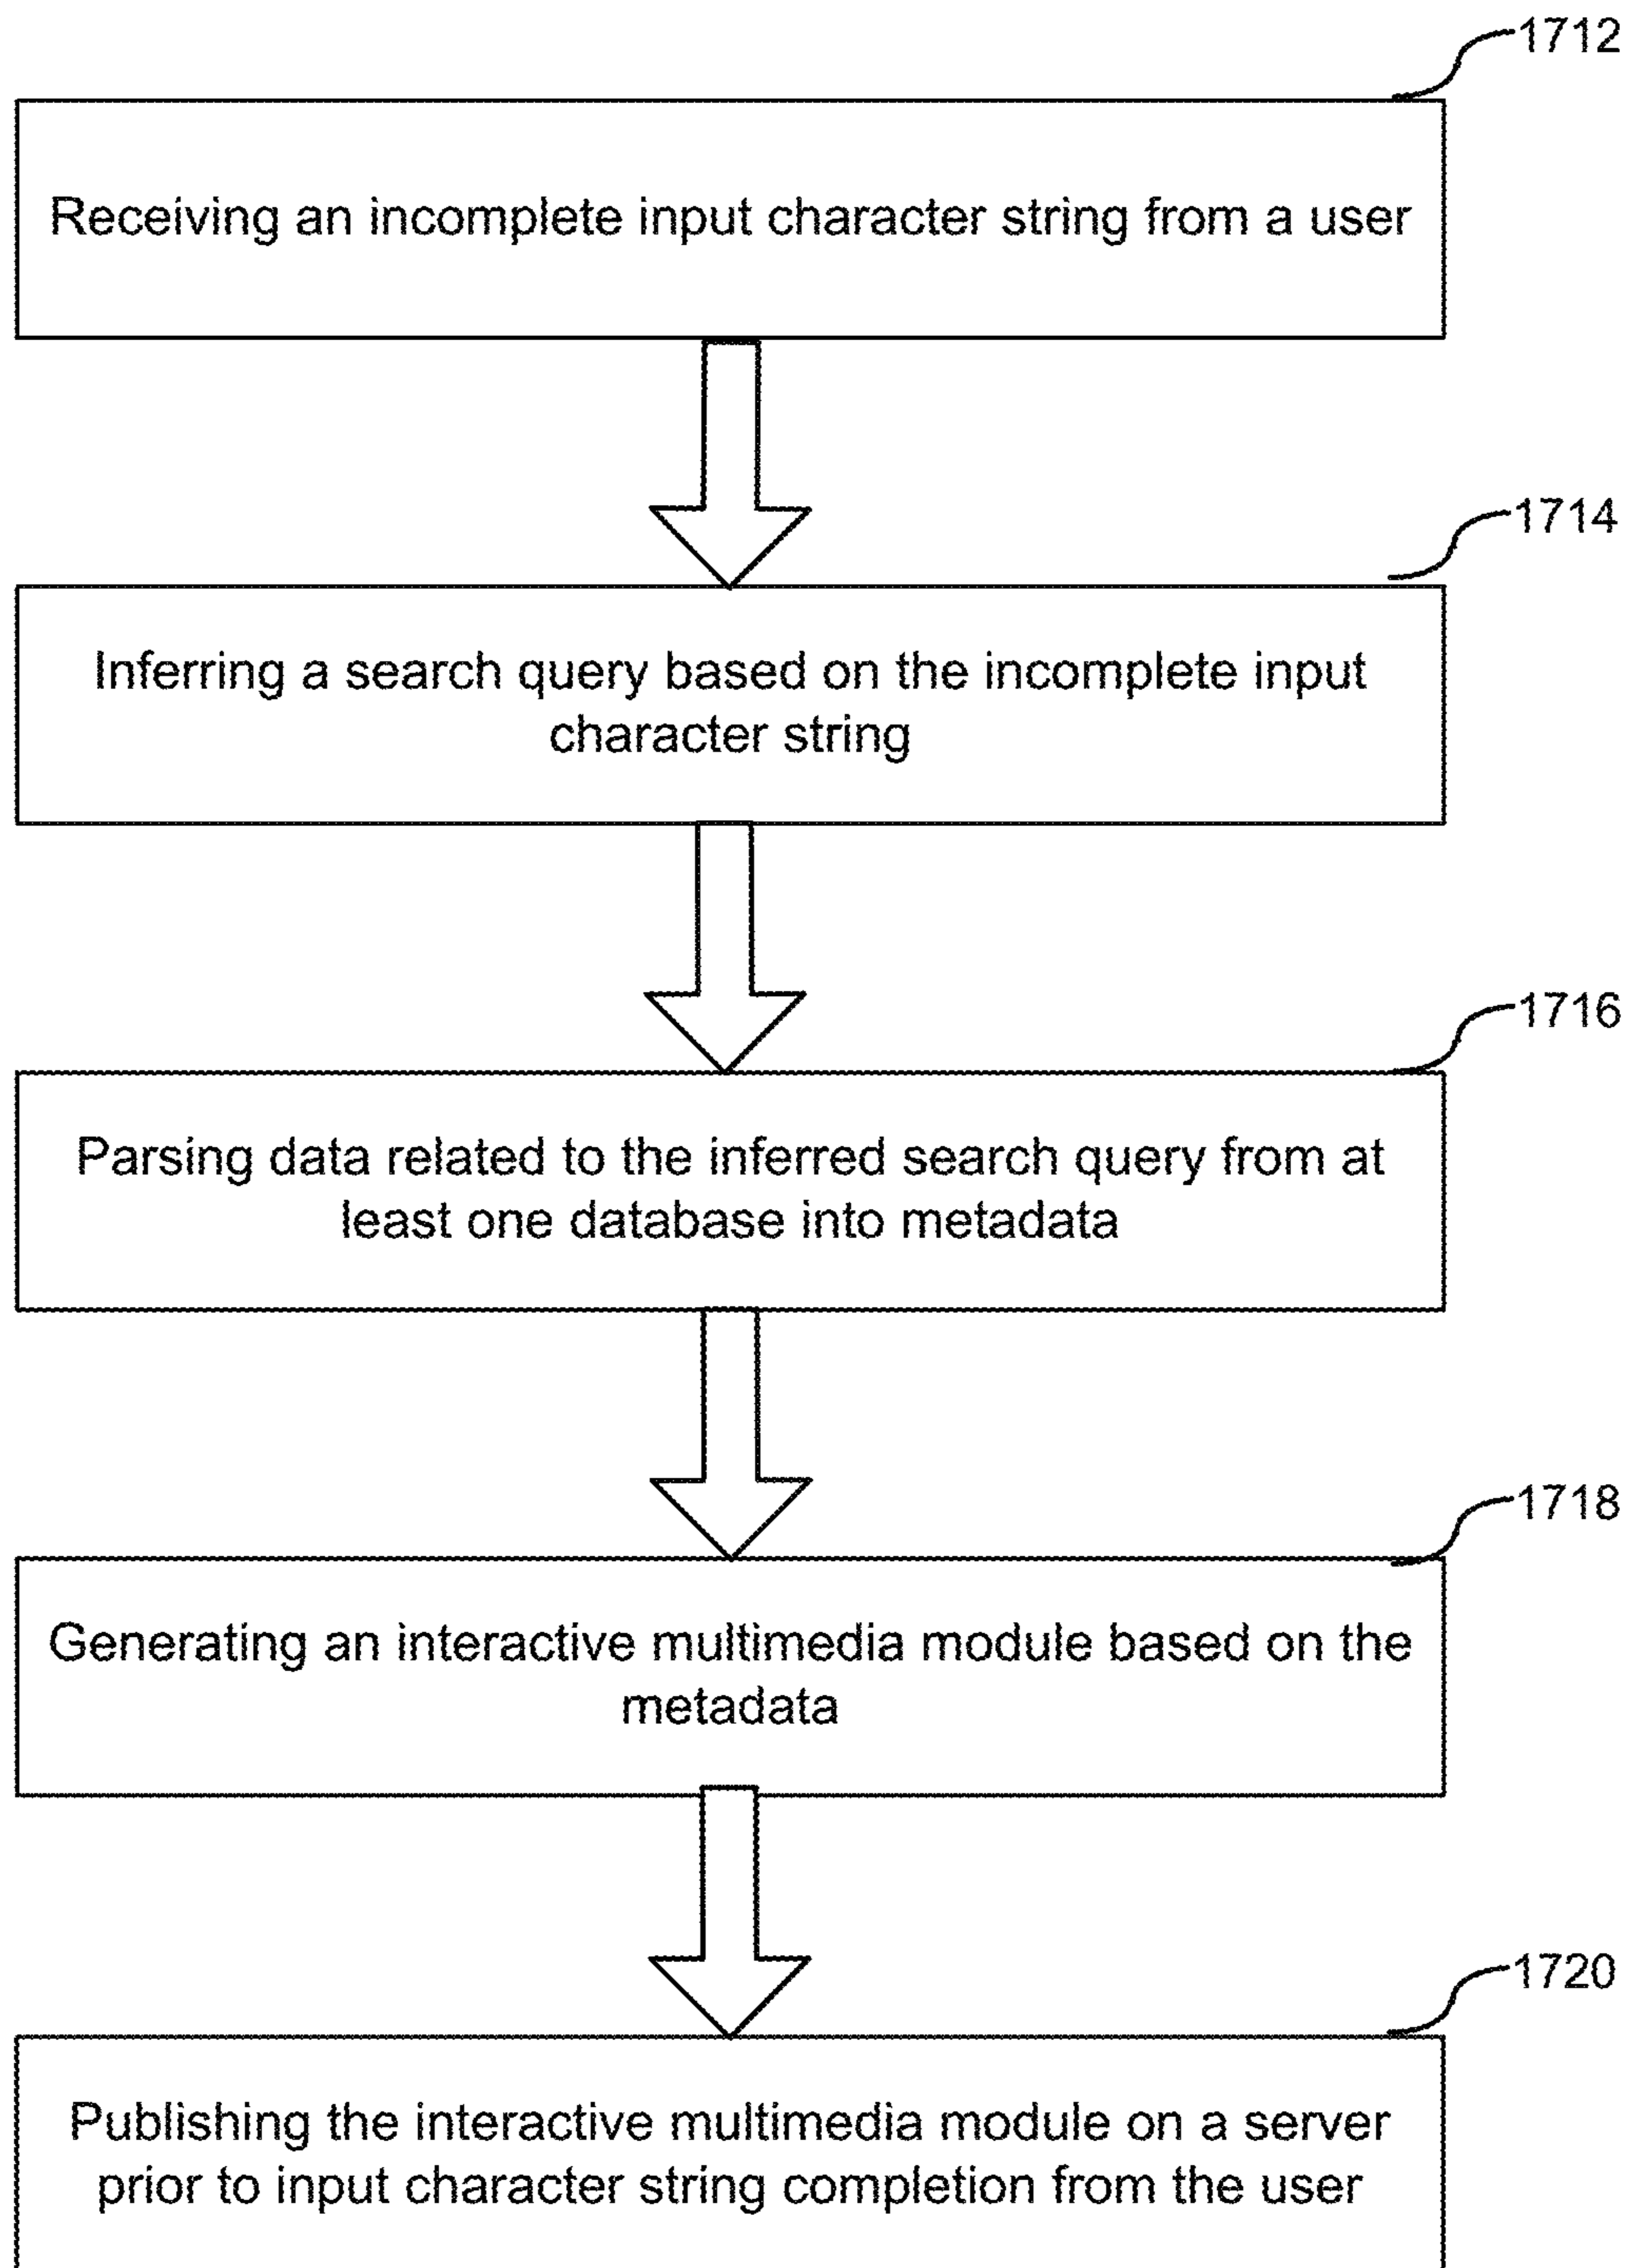 1712
Receiving an incomplete input character string from a user
1714
Inferring a search query based on the incomplete input
character string
1716
Parsing data related to the inferred search query from at
least one database into metadata
1718
Generating an interactive multimedia module based on the
metadata
1720
Publishing the interactive multimedia module on a server
prior to input character string completion from the user